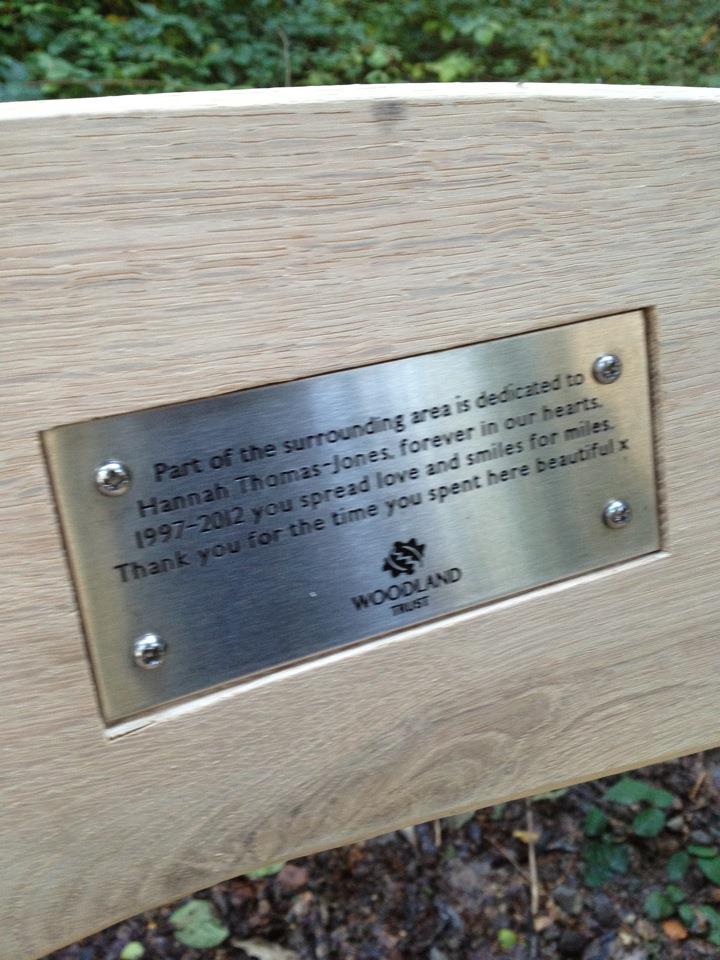 Part of the surrounding area is dedicated to
Hannah Thomas-Jones, forever in our hearts.
1997-2012 you spread love and smiles for miles.
Thank you for the time you spent here beautiful x
WOODLAND
TRUST